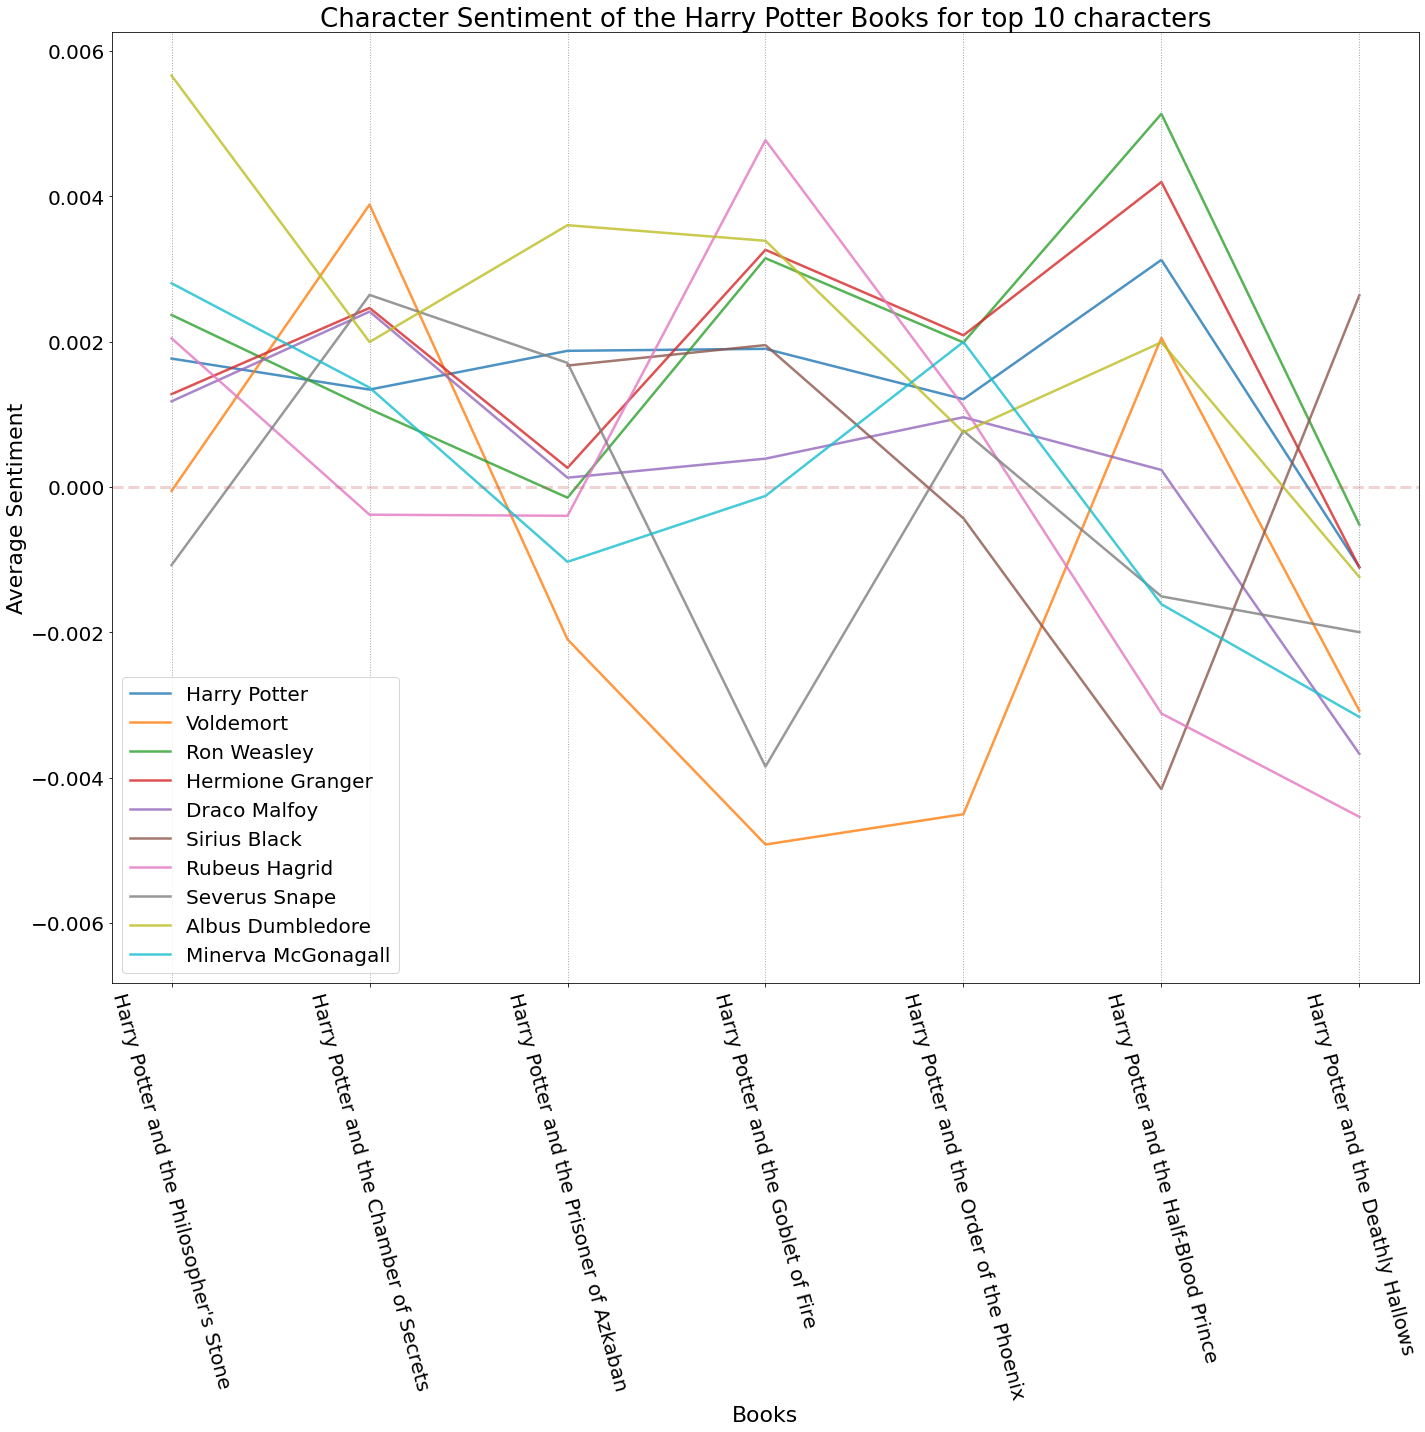 Character Sentiment of the Harry Potter Books for top 10 characters
0.006
0.004
0.002
0.000
−0.002
−0.004
−0.006
Average Sentiment
Harry Potter
Voldemort
Ron Weasley
Hermione Granger
Draco Malfoy
Sirius Black
Rubeus Hagrid
Severus Snape
Albus Dumbledore
Minerva McGonagall
Harry Potter and the Philosopher's Stone
Harry Potter and the Chamber of Secrets
Harry Potter and the Prisoner of Azkaban
Harry Potter and the Goblet of Fire
Harry Potter and the Order of the Phoenix
Harry Potter and the Half-Blood Prince
Harry Potter and the Deathly Hallows
Books